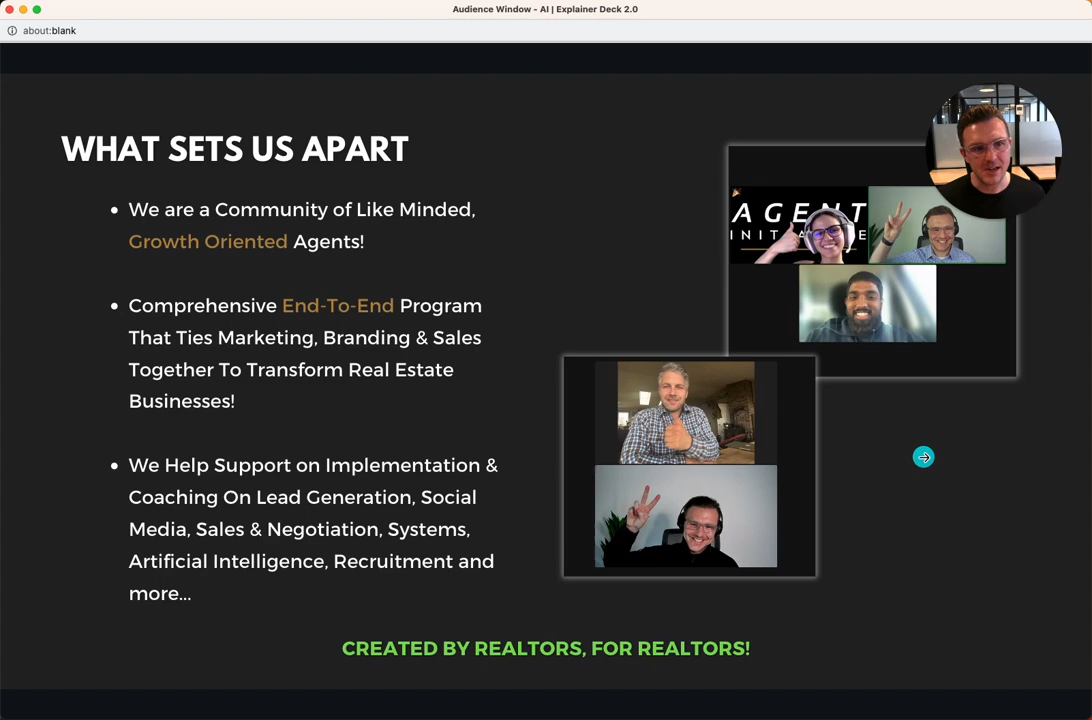 Audience Window - AI | Explainer Deck 2.0
about:blank
WHAT SETS US APART
• We are a Community of Like Minded,
Growth Oriented Agents!
• Comprehensive End-To-End Program
That Ties Marketing, Branding & Sales
Together To Transform Real Estate
Businesses!
• We Help Support on Implementation &
Coaching On Lead Generation, Social
Media, Sales & Negotiation, Systems,
Artificial Intelligence, Recruitment and
more...
AGENT
CREATED BY REALTORS, FOR REALTORS!